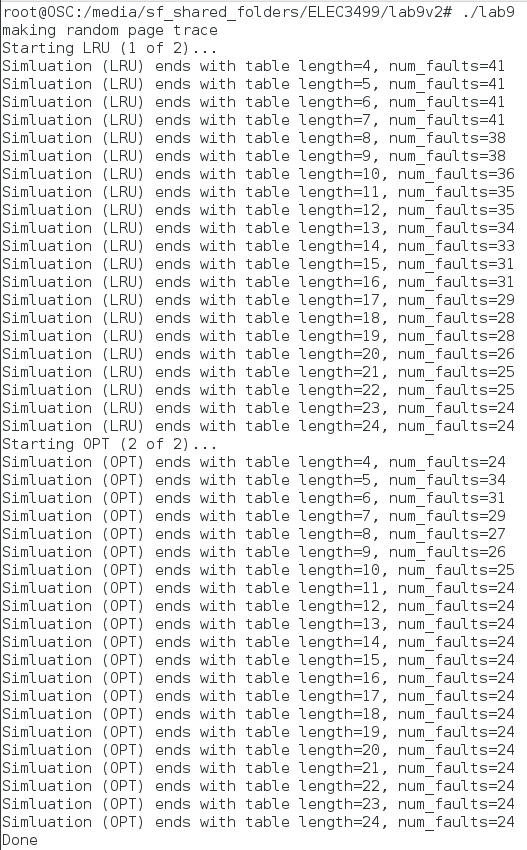 root@OSC:/media/sf_shared_folders/ELEC3499/lab9v2# ./lab9
making random page trace
Starting LRU (1 of 2)...
Simluation (LRU) ends with table length=4, num_faults=41
Simluation (LRU) ends with table length=5, num_faults=41
Simluation (LRU) ends with table length=6, num_faults=41
Simluation (LRU) ends with table length=7, num_faults=41
Simluation (LRU) ends with table length=8, num_faults=38
Simluation (LRU) ends with table length=9, num_faults=38
Simluation (LRU) ends with table length=10, num_faults=36
Simluation (LRU) ends with table length=11, num_faults=35
Simluation (LRU) ends with table length=12, num_faults=35
Simluation (LRU) ends with table length=13, num_faults=34
Simluation (LRU) ends with table length=14, num_faults=33
Simluation (LRU) ends with table length=15, num_faults=31
Simluation (LRU) ends with table length=16, num_faults=31
Simluation (LRU) ends with table length=17, num_faults=29
Simluation (LRU) ends with table length=18, num_faults=28
Simluation (LRU) ends with table length=19, num_faults=28
Simluation (LRU) ends with table length=20, num_faults=26
Simluation (LRU) ends with table length=21, num_faults=25
Simluation (LRU) ends with table length=22, num_faults=25
Simluation (LRU) ends with table length=23, num_faults=24
Simluation (LRU) ends with table length=24, num_faults=24
Starting OPT (2 of 2)...
Simluation (OPT) ends with table length=4, num_faults=24
Simluation (OPT) ends with table length=5, num_faults=34
Simluation (OPT) ends with table length=6, num_faults=31
Simluation (OPT) ends with table length=7, num_faults=29
Simluation (OPT) ends with table length=8, num_faults=27
Simluation (OPT) ends with table length=9, num_faults=26
Simluation (OPT) ends with table length=10, num_faults=25
Simluation (OPT) ends with table length=11, num_faults=24
Simluation (OPT) ends with table length=12, num_faults=24
Simluation (OPT) ends with table length=13, num_faults=24
Simluation (OPT) ends with table length=14, num_faults=24
Simluation (OPT) ends with table length=15, num_faults=24
Simluation (OPT) ends with table length=16, num_faults=24
Simluation (OPT) ends with table length=17, num_faults=24
Simluation (OPT) ends with table length=18, num_faults=24
Simluation (OPT) ends with table length=19, num_faults=24
Simluation (OPT) ends with table length=20, num_faults=24
Simluation (OPT) ends with table length=21, num_faults=24
Simluation (OPT) ends with table length=22, num_faults=24
Simluation (OPT) ends with table length=23, num_faults=24
Simluation (OPT) ends with table length=24, num_faults=24
Done